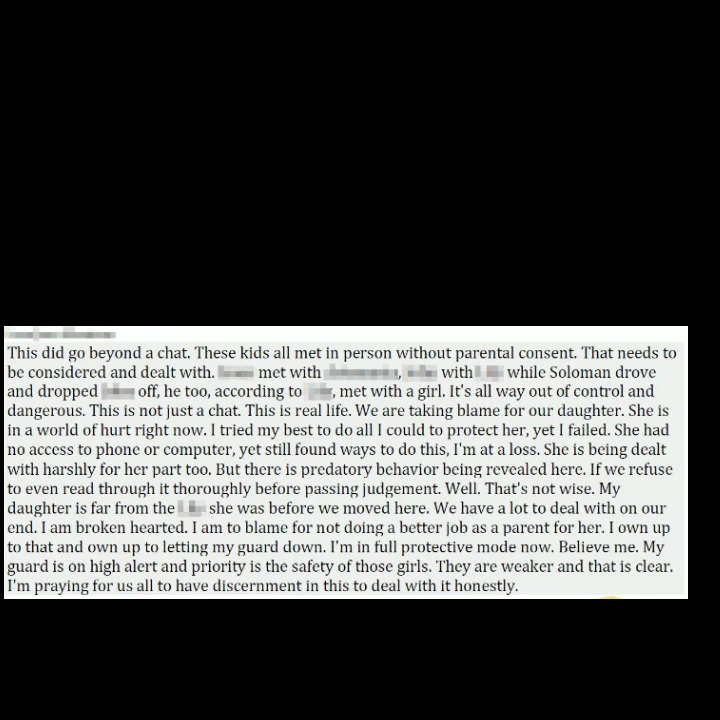 This did go beyond a chat. These kids all met in person without parental consent. That needs to
be considered and dealt with. met with , with while Soloman drove
and dropped off, he too, according to , met with a girl. It's all way out of control and
dangerous. This is not just a chat. This is real life. We are taking blame for our daughter. She is
in a world of hurt right now. I tried my best to do all I could to protect her, yet I failed. She had
no access to phone or computer, yet still found ways to do this, I'm at a loss. She is being dealt
with harshly for her part too. But there is predatory behavior being revealed here. If we refuse
to even read through it thoroughly before passing judgement. Well. That's not wise. My
daughter is far from the she was before we moved here. We have a lot to deal with on our
end. I am broken hearted. I am to blame for not doing a better job as a parent for her. I own up
to that and own up to letting my guard down. I'm in full protective mode now. Believe me. My
guard is on high alert and priority is the safety of those girls. They are weaker and that is clear.
I'm praying for us all to have discernment in this to deal with it honestly.